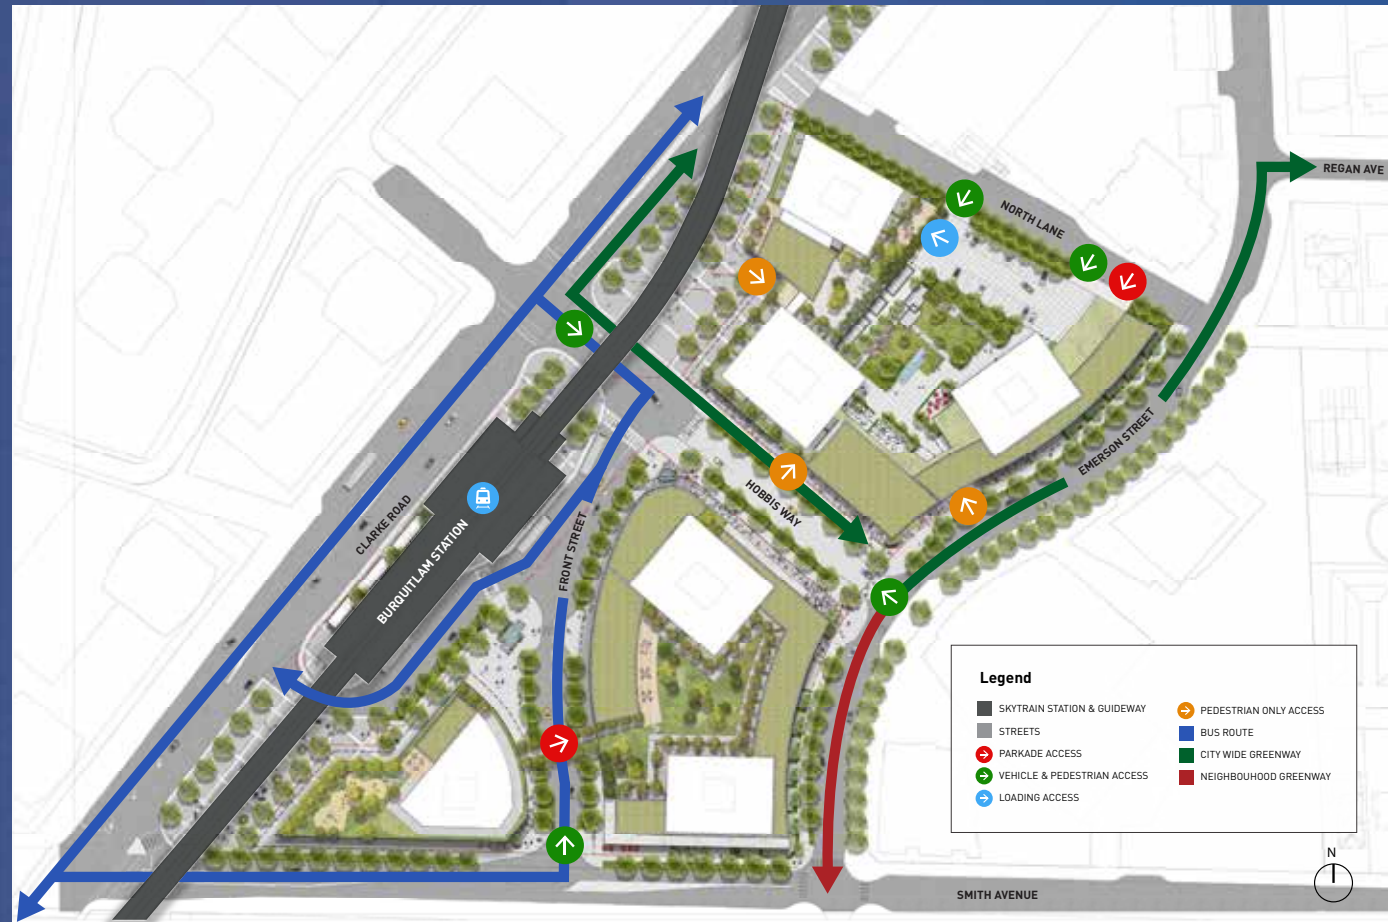 REGAN AVE
NORTH LANE
EMERSON STREET
HOBBIS WAY
CLARKE ROAD
BURQUITLAM STATION
FRONT STREET
SMITH AVENUE
Legend
SKYTRAIN STATION & GUIDEWAY
STREETS
PARKADE ACCESS
VEHICLE & PEDESTRIAN ACCESS
LOADING ACCESS
PEDESTRIAN ONLY ACCESS
BUS ROUTE
CITY WIDE GREENWAY
NEIGHBOUHOOD GREENWAY
N